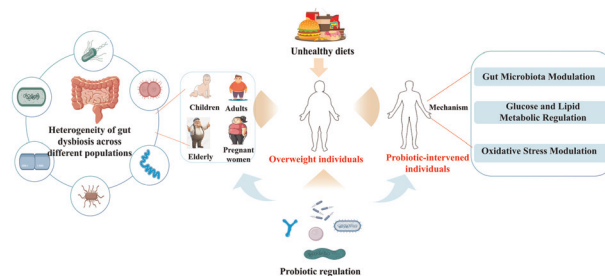 Unhealthy diets
Heterogeneity of gut
dysbiosis across
different populations
Children
Adults
Elderly
Pregnant
women
Overweight individuals
Mechanism
Probiotic-intervened
individuals
Gut Microbiota Modulation
Glucose and Lipid
Metabolic Regulation
Oxidative Stress Modulation
Probiotic regulation